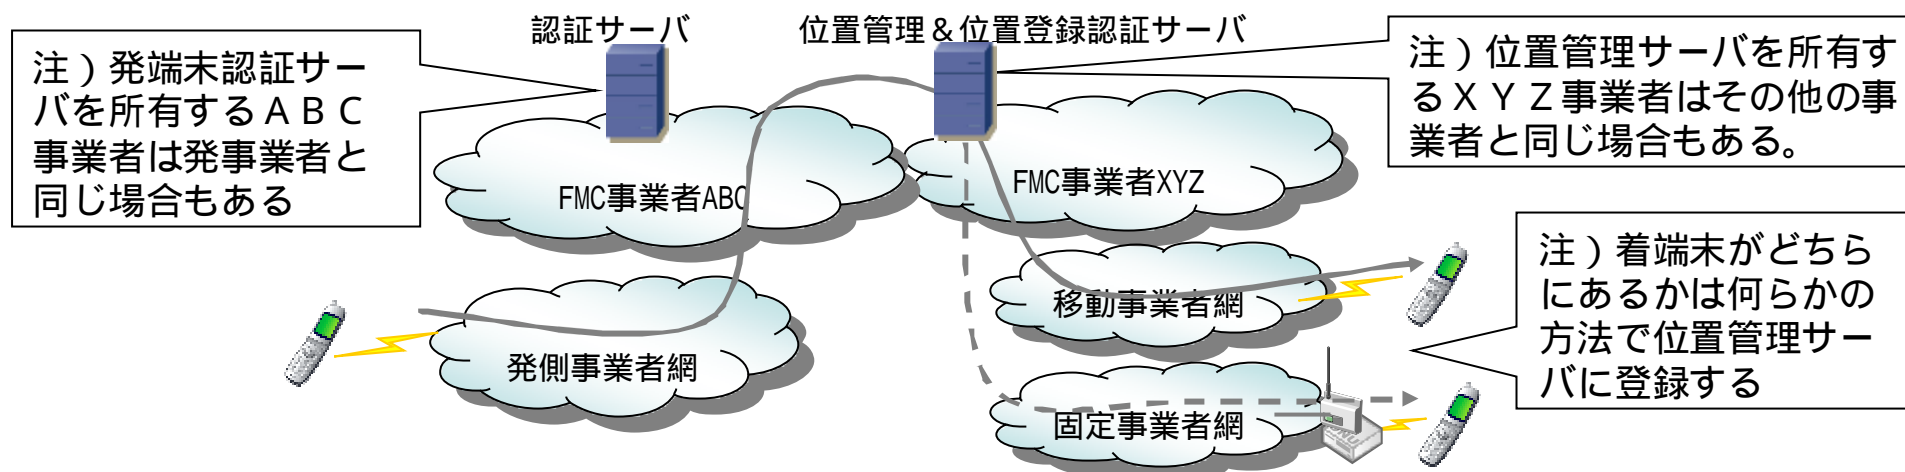 認証サーバ
位置管理＆位置登録認証サーバ
注）発端末認証サー
バを所有するＡＢＣ
事業者は発事業者と
同じ場合もある
注）位置管理サーバを所有す
るＸＹＺ事業者はその他の事
業者と同じ場合もある。
FMC事業者ABC
FMC事業者XYZ
注）着端末がどちら
にあるかは何らかの
方法で位置管理サー
バに登録する
移動事業者網
発側事業者網
固定事業者網
ONU